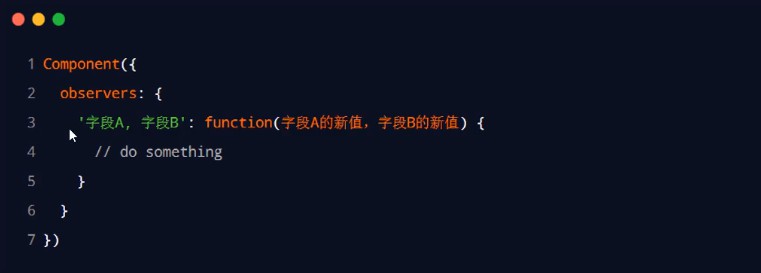 1 Component({
2   observers: {
3     '字段A, 字段B': function(字段A的新值，字段B的新值) {
4       // do something
5     }
6   }
7 })